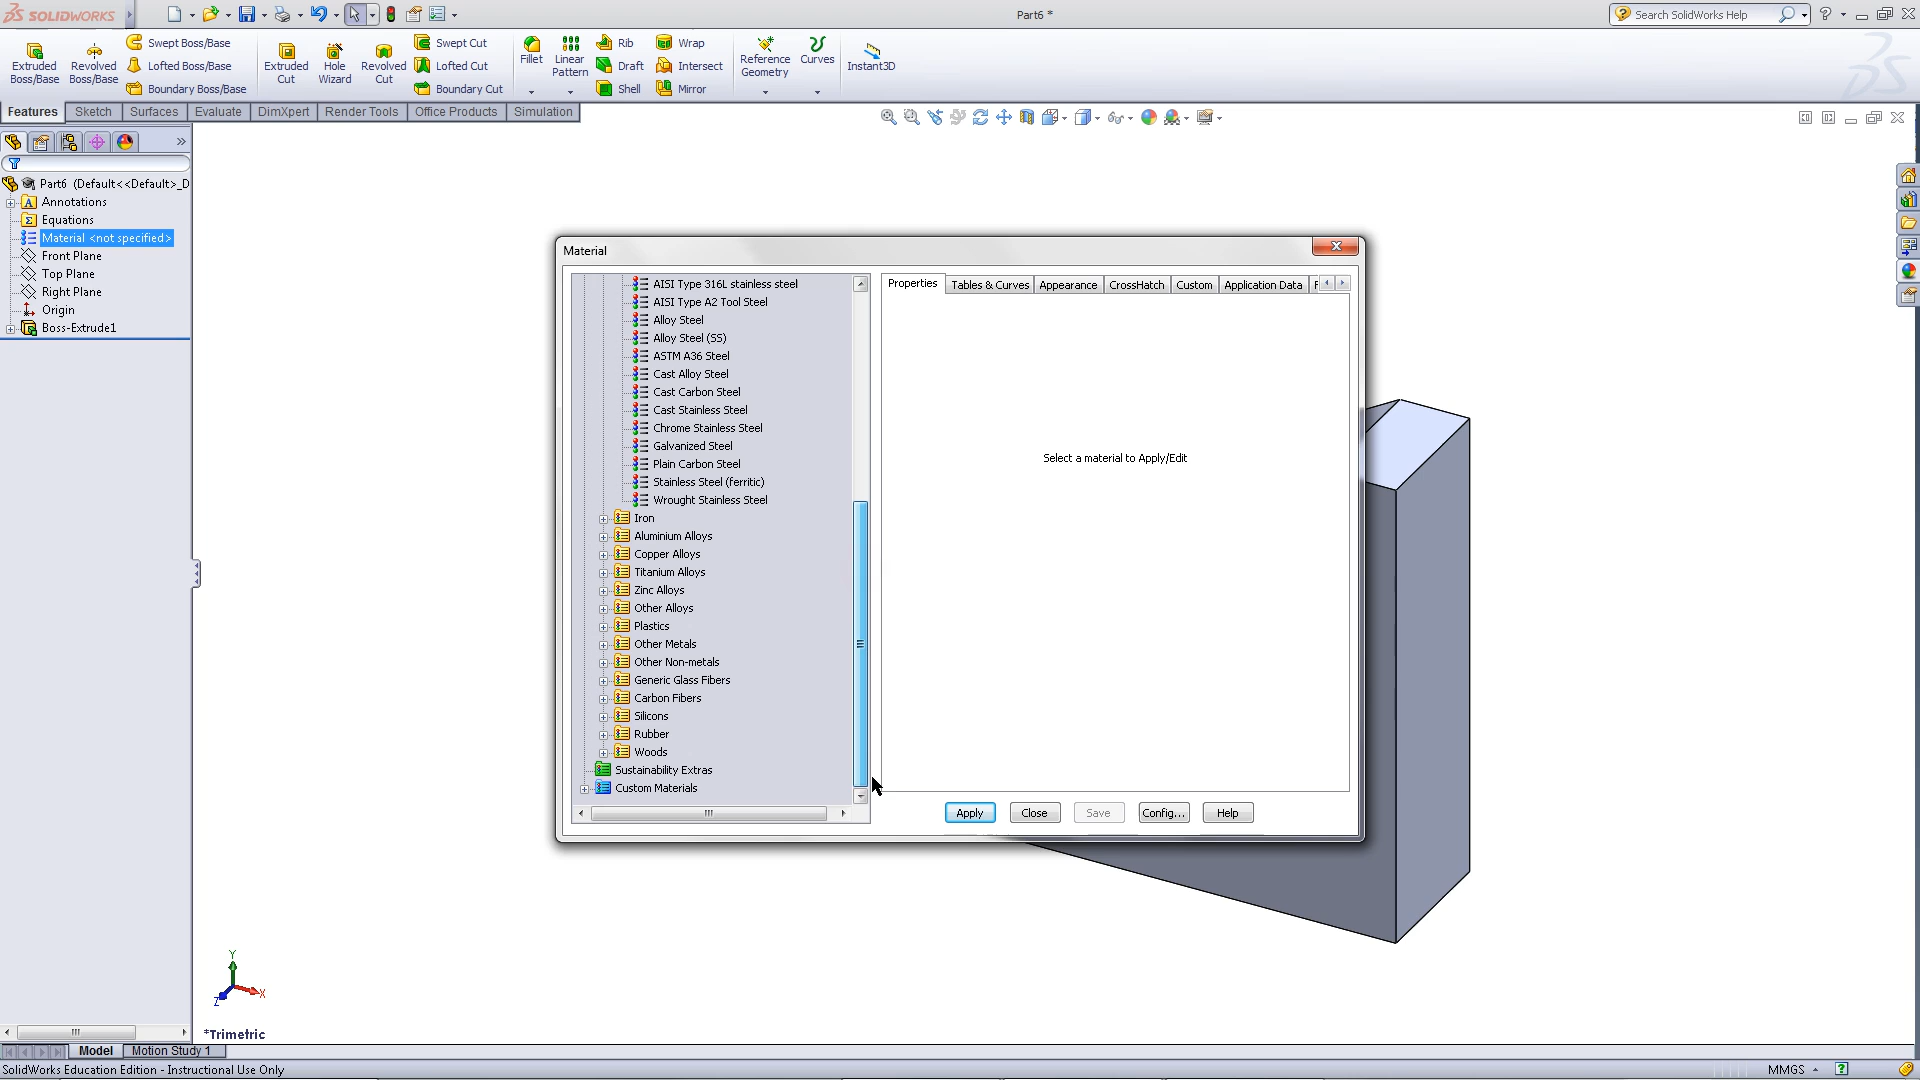 SOLIDWORKS
Part6 *
Search SolidWorks Help
Extruded Boss/Base
Revolved Boss/Base
Swept Boss/Base
Lofted Boss/Base
Boundary Boss/Base
Extruded Cut
Hole Wizard
Revolved Cut
Swept Cut
Lofted Cut
Boundary Cut
Fillet
Linear Pattern
Rib
Draft
Shell
Wrap
Intersect
Mirror
Reference Geometry
Curves
Instant3D
Features
Sketch
Surfaces
Evaluate
DimXpert
Render Tools
Office Products
Simulation
Part6 (Default<<Default>_D
Annotations
Equations
Material <not specified>
Front Plane
Top Plane
Right Plane
Origin
Boss-Extrude1
Material
AISI Type 316L stainless steel
AISI Type A2 Tool Steel
Alloy Steel
Alloy Steel (SS)
ASTM A36 Steel
Cast Alloy Steel
Cast Carbon Steel
Cast Stainless Steel
Chrome Stainless Steel
Galvanized Steel
Plain Carbon Steel
Stainless Steel (ferritic)
Wrought Stainless Steel
Iron
Aluminium Alloys
Copper Alloys
Titanium Alloys
Zinc Alloys
Other Alloys
Plastics
Other Metals
Other Non-metals
Generic Glass Fibers
Carbon Fibers
Silicons
Rubber
Woods
Sustainability Extras
Custom Materials
Properties
Tables & Curves
Appearance
CrossHatch
Custom
Application Data
Select a material to Apply/Edit
Apply
Close
Save
Config...
Help
Y
X
Z
*Trimetric
Model
Motion Study 1
SolidWorks Education Edition - Instructional Use Only
MMGS